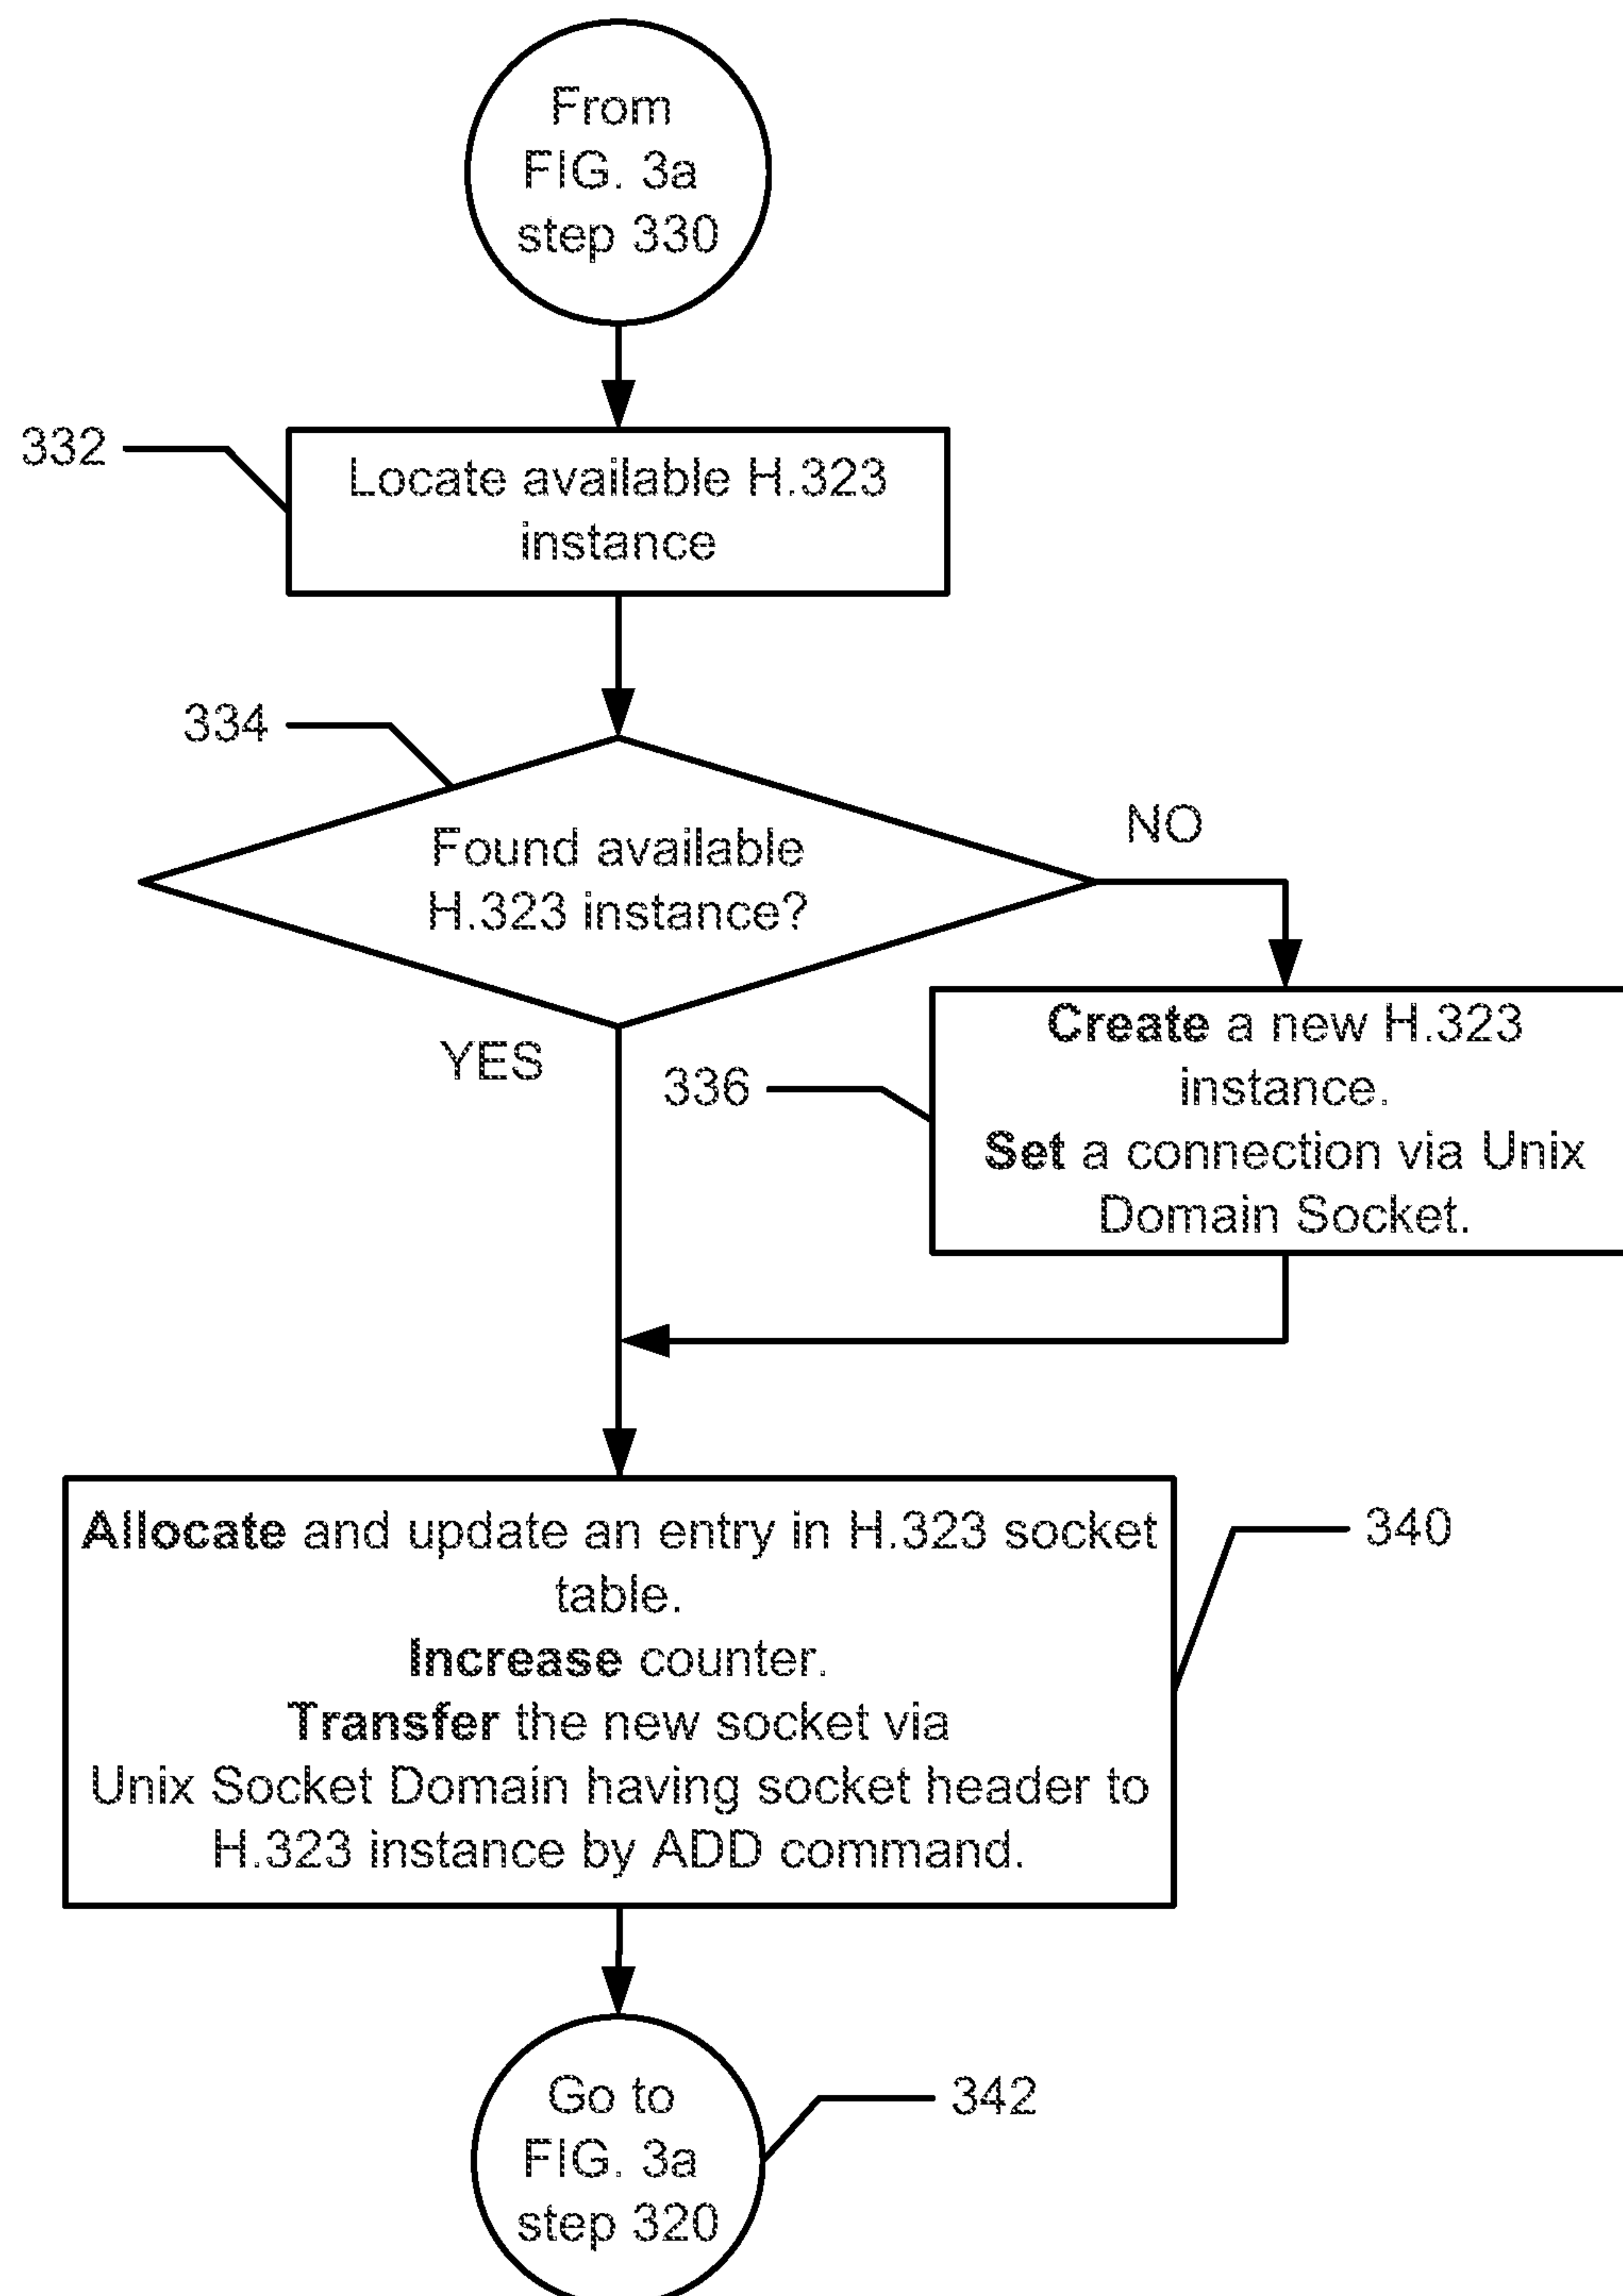 From
FIG. 3a
step 330
332
Locate available H.323
instance
334
Found available
H.323 instance?
NO
YES
336
Create a new H.323
instance.
Set a connection via Unix
Domain Socket.
Allocate and update an entry in H.323 socket
table.
Increase counter.
Transfer the new socket via
Unix Socket Domain having socket header to
H.323 instance by ADD command.
340
Go to
FIG. 3a
step 320
342